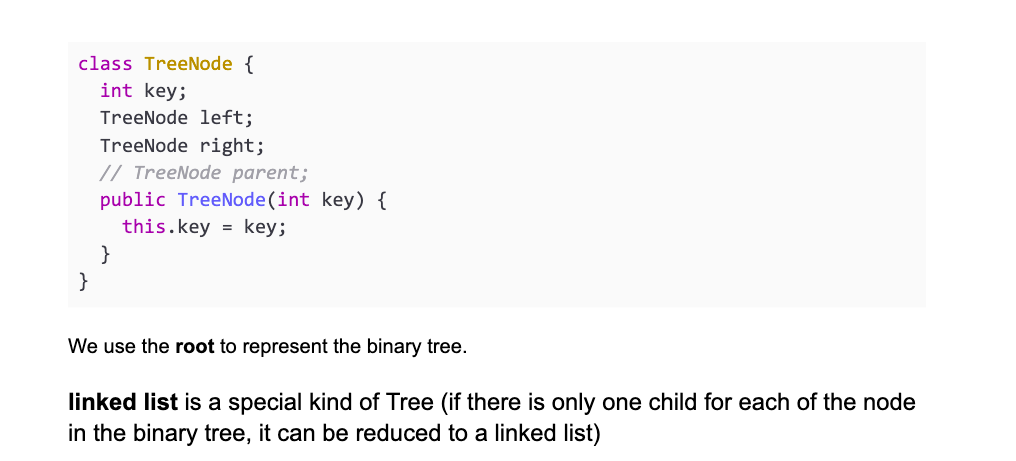 class TreeNode {
  int key;
  TreeNode left;
  TreeNode right;
  // TreeNode parent;
  public TreeNode(int key) {
    this.key = key;
  }
}
We use the root to represent the binary tree.
linked list is a special kind of Tree (if there is only one child for each of the node
in the binary tree, it can be reduced to a linked list)